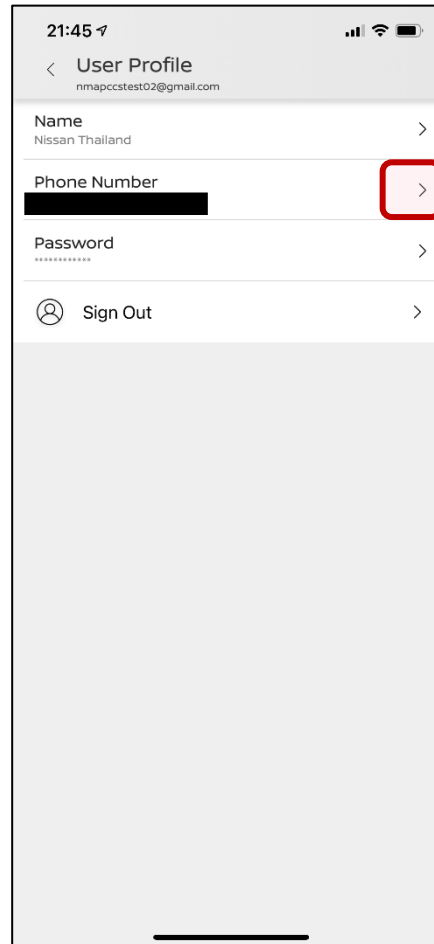 21:45
User Profile
nmapccstest02@gmail.com
Name
Nissan Thailand
Phone Number
Password
************
Sign Out